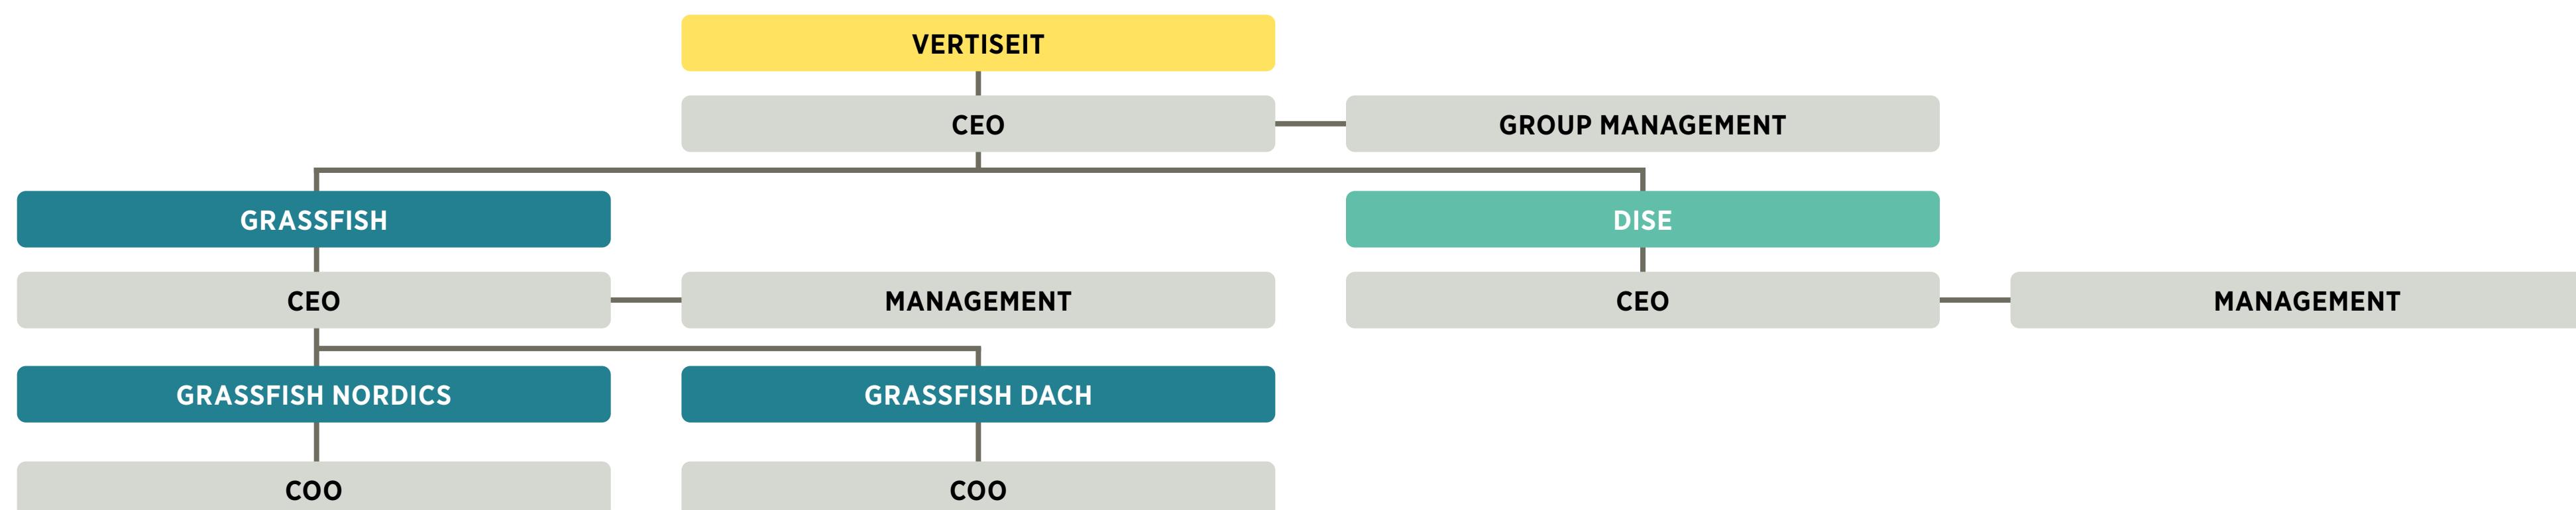 VERTISEIT
CEO
GROUP MANAGEMENT
GRASSFISH
DISE
CEO
MANAGEMENT
CEO
MANAGEMENT
GRASSFISH NORDICS
GRASSFISH DACH
COO
COO